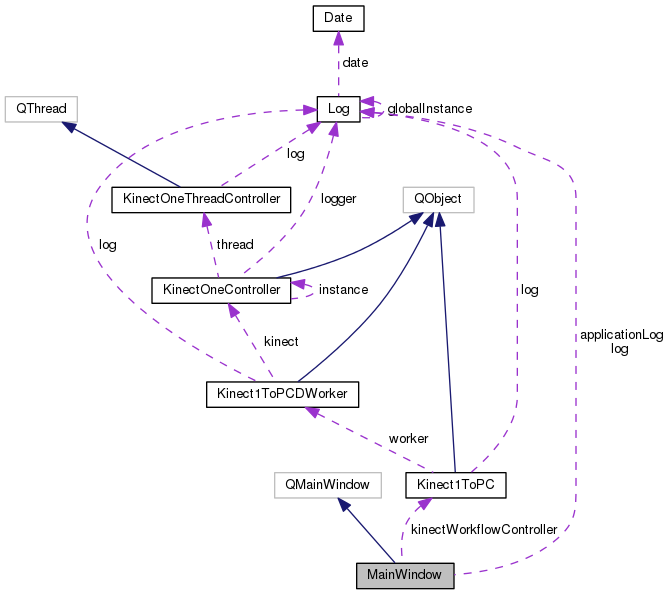 Date
date
QThread
Log
globalInstance
log
KinectOneThreadController
logger
QObject
log
thread
KinectOneController
instance
log
applicationLog
log
kinect
Kinect1ToPCDWorker
worker
QMainWindow
Kinect1ToPC
kinectWorkflowController
MainWindow